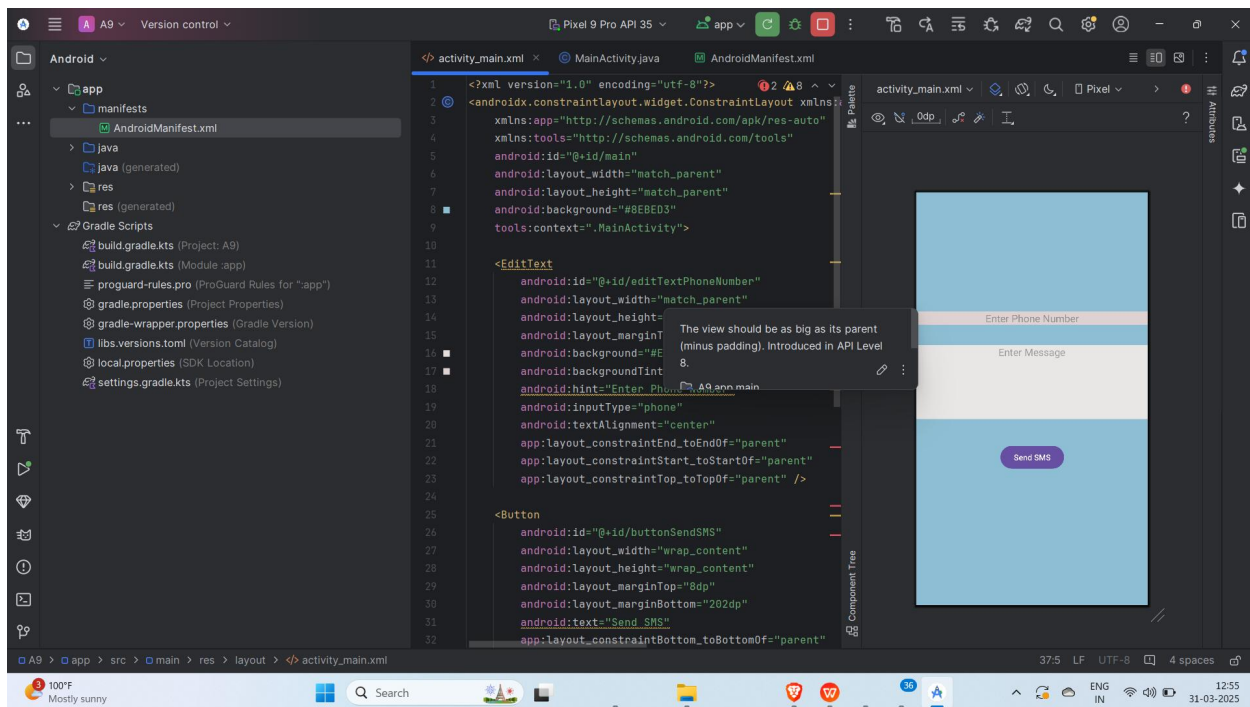 A A9 Version control Pixel 9 Pro API 35 app
Android
activity_main.xml MainActivity.java AndroidManifest.xml
app
manifests
AndroidManifest.xml
java
java (generated)
res
res (generated)
Gradle Scripts
build.gradle.kts (Project: A9)
build.gradle.kts (Module :app)
proguard-rules.pro (ProGuard Rules for ":app")
gradle.properties (Project Properties)
gradle-wrapper.properties (Gradle Version)
libs.versions.toml (Version Catalog)
local.properties (SDK Location)
settings.gradle.kts (Project Settings)
1 <?xml version="1.0" encoding="utf-8"?> 2 8
2 <androidx.constraintlayout.widget.ConstraintLayout xmlns:
3 xmlns:app="http://schemas.android.com/apk/res-auto"
4 xmlns:tools="http://schemas.android.com/tools"
5 android:id="@+id/main"
6 android:layout_width="match_parent"
7 android:layout_height="match_parent"
8 android:background="#8EBED3"
9 tools:context=".MainActivity">
10
11 <EditText
12 android:id="@+id/editTextPhoneNumber"
13 android:layout_width="match_parent"
14 android:layout_height=
15 android:layout_marginT
16 android:background="#E
17 android:backgroundTint
18 android:hint="Enter Phone Number"
19 android:inputType="phone"
20 android:textAlignment="center"
21 app:layout_constraintEnd_toEndOf="parent"
22 app:layout_constraintStart_toStartOf="parent"
23 app:layout_constraintTop_toTopOf="parent" />
24
25 <Button
26 android:id="@+id/buttonSendSMS"
27 android:layout_width="wrap_content"
28 android:layout_height="wrap_content"
29 android:layout_marginTop="8dp"
30 android:layout_marginBottom="202dp"
31 android:text="Send SMS"
32 app:layout_constraintBottom_toBottomOf="parent"
The view should be as big as its parent
(minus padding). Introduced in API Level
8.
A9.app.main
Palette
Component Tree
activity_main.xml Pixel
0dp ?
Attributes
Enter Phone Number
Enter Message
Send SMS
A9 > app > src > main > res > layout > activity_main.xml
37:5 LF UTF-8 4 spaces
3 100°F
Mostly sunny
Search
36
ENG
IN
12:55
31-03-2025